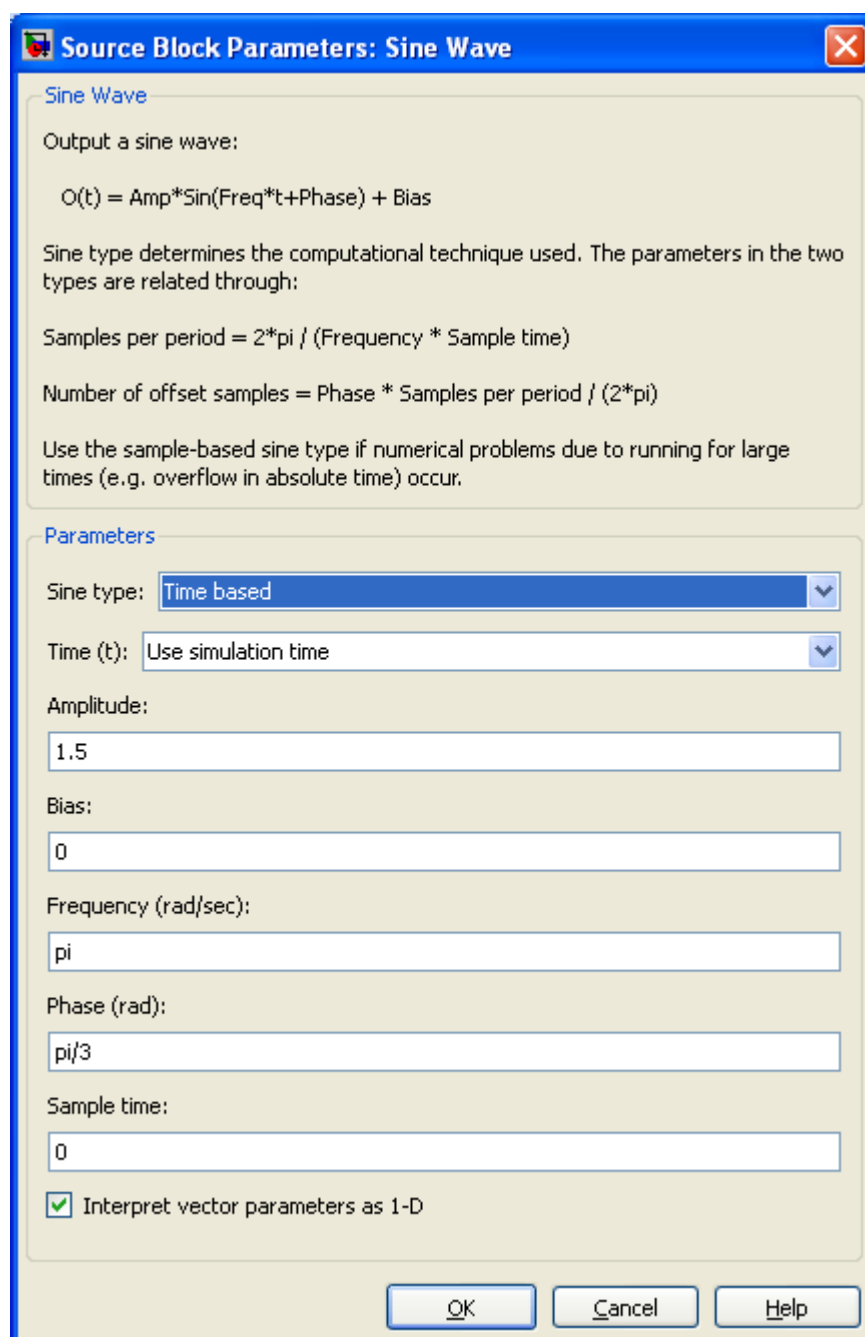 Source Block Parameters: Sine Wave
Sine Wave
Output a sine wave:
O(t) = Amp*Sin(Freq*t+Phase) + Bias
Sine type determines the computational technique used. The parameters in the two
types are related through:
Samples per period = 2*pi / (Frequency * Sample time)
Number of offset samples = Phase * Samples per period / (2*pi)
Use the sample-based sine type if numerical problems due to running for large
times (e.g. overflow in absolute time) occur.
Parameters
Sine type: Time based
Time (t): Use simulation time
Amplitude:
1.5
Bias:
0
Frequency (rad/sec):
pi
Phase (rad):
pi/3
Sample time:
0
Interpret vector parameters as 1-D
OK Cancel Help